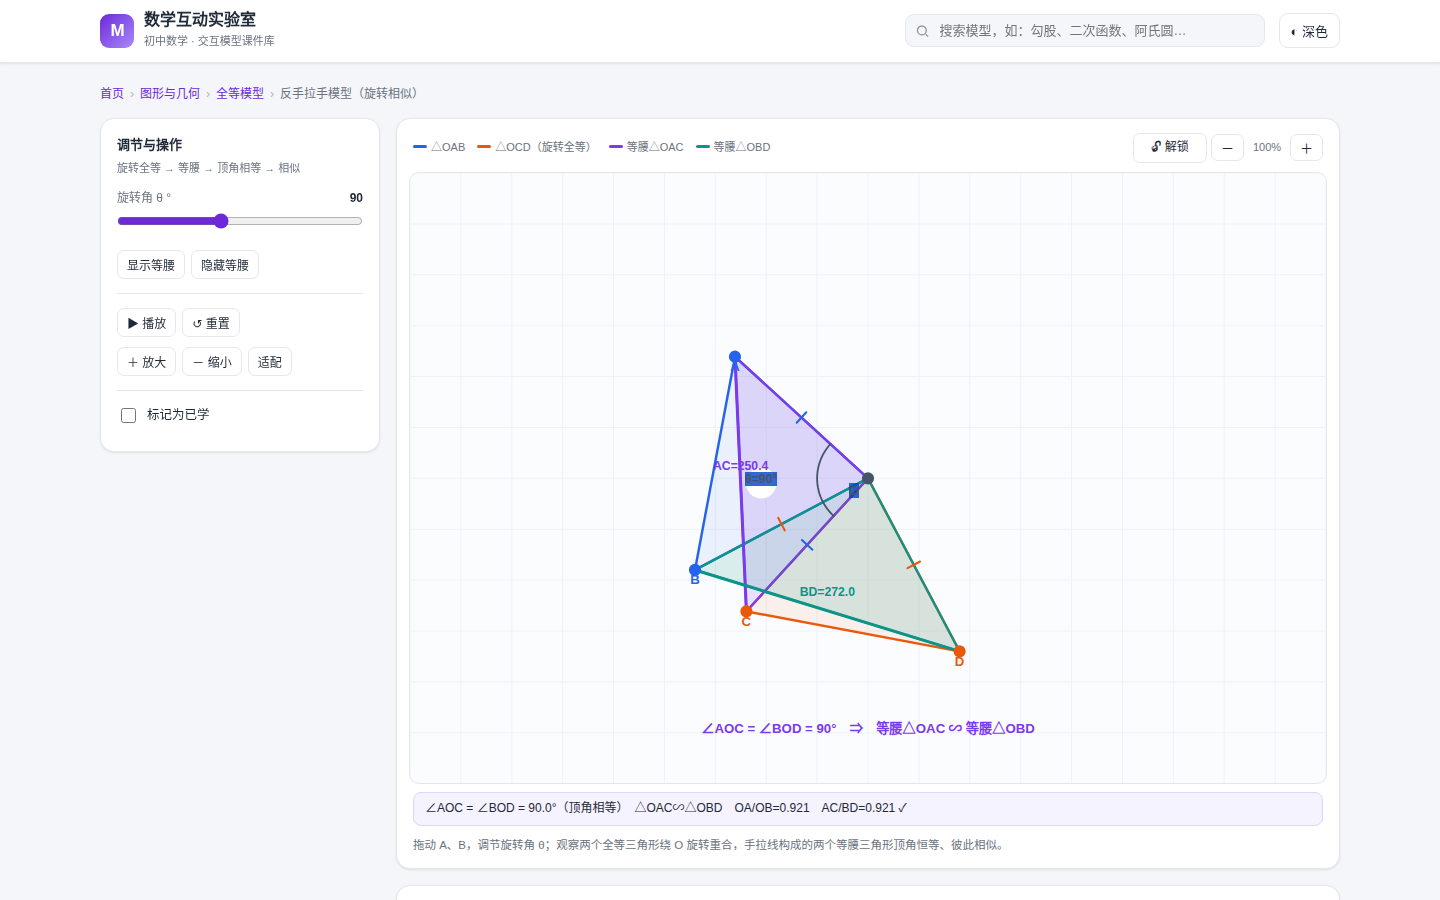 M
数学互动实验室
初中数学 · 交互模型课件库
搜索模型，如：勾股、二次函数、阿氏圆…
深色
首页 › 图形与几何 › 全等模型 › 反手拉手模型（旋转相似）
调节与操作
旋转全等 → 等腰 → 顶角相等 → 相似
旋转角 θ ° 90
显示等腰 隐藏等腰
▶ 播放 ↺ 重置
＋ 放大 － 缩小 适配
标记为已学
△OAB △OCD（旋转全等） 等腰△OAC 等腰△OBD
解锁 － 100% ＋
A
AC=250.4
θ=90°
B
BD=272.0
C
D
∠AOC = ∠BOD = 90° ⇒ 等腰△OAC ∽ 等腰△OBD
∠AOC = ∠BOD = 90.0°（顶角相等） △OAC∽△OBD OA/OB=0.921 AC/BD=0.921 ✓
拖动 A、B，调节旋转角 θ；观察两个全等三角形绕 O 旋转重合，手拉线构成的两个等腰三角形顶角恒等、彼此相似。